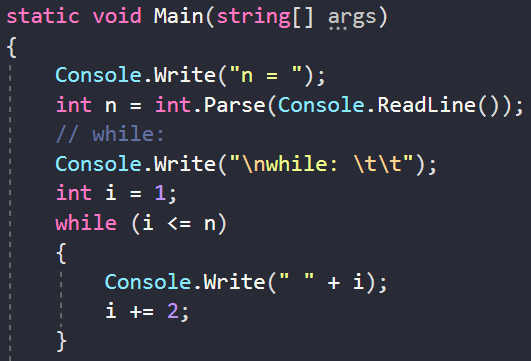 static void Main(string[] args)
{
    Console.Write("n = ");
    int n = int.Parse(Console.ReadLine());
    // while:
    Console.Write("\nwhile: \t\t");
    int i = 1;
    while (i <= n)
    {
        Console.Write(" " + i);
        i += 2;
    }